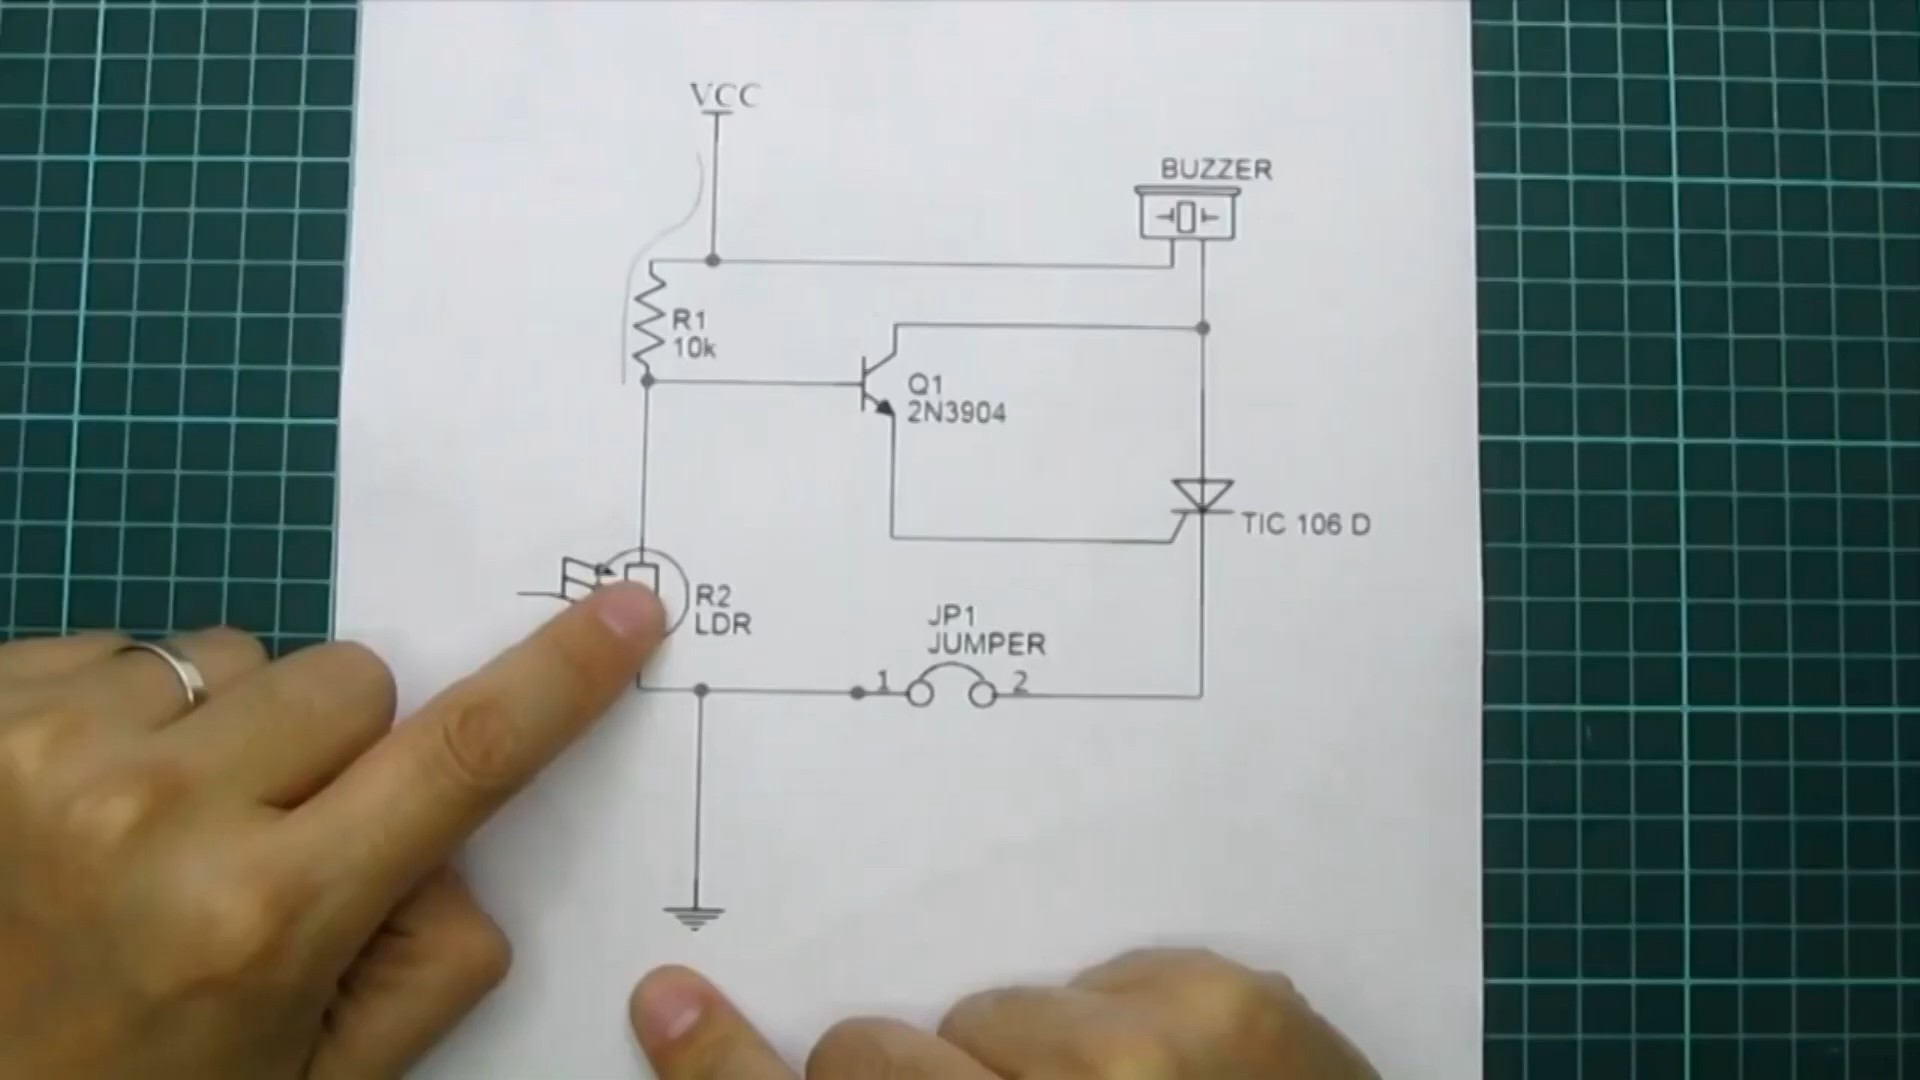 VCC
BUZZER
R1
10k
Q1
2N3904
TIC 106 D
R2
LDR
JP1
JUMPER
1
2